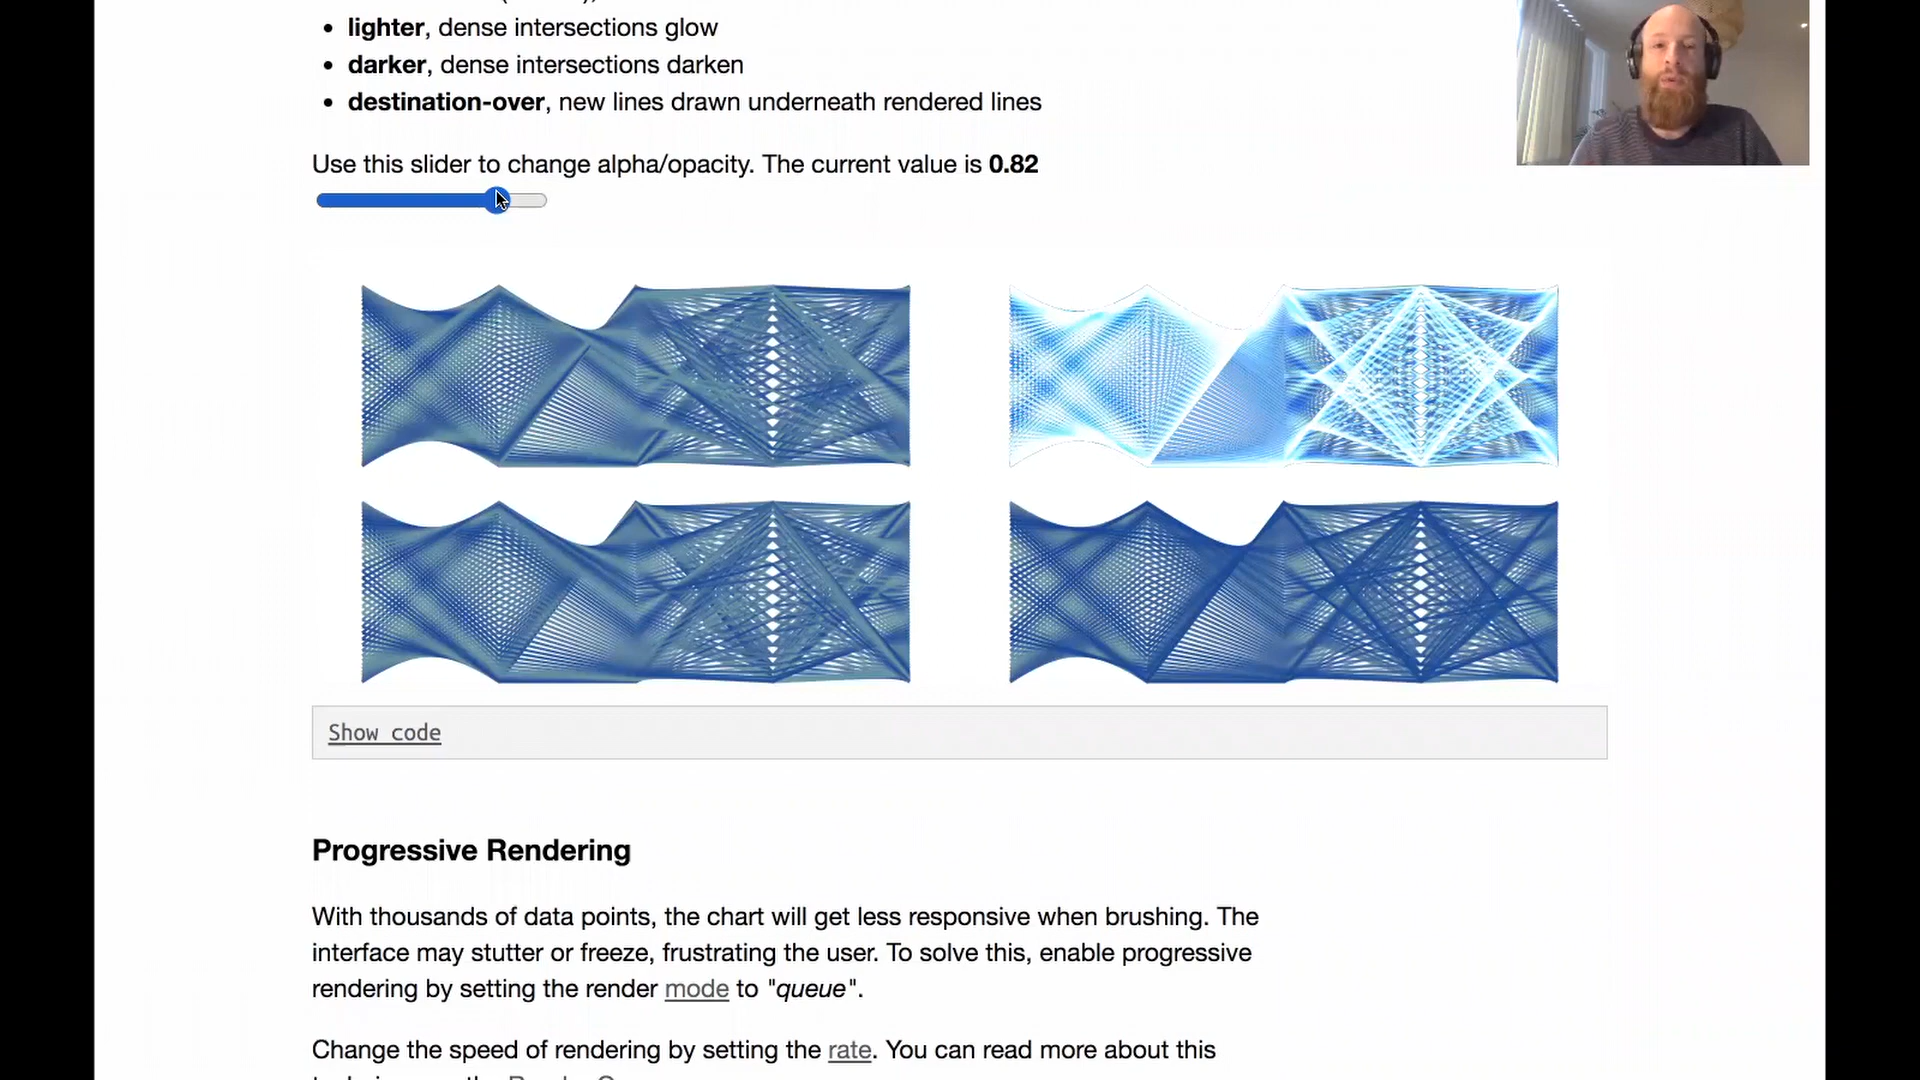 lighter, dense intersections glow
darker, dense intersections darken
destination-over, new lines drawn underneath rendered lines
Use this slider to change alpha/opacity. The current value is 0.82
Show code
Progressive Rendering
With thousands of data points, the chart will get less responsive when brushing. The
interface may stutter or freeze, frustrating the user. To solve this, enable progressive
rendering by setting the render mode to "queue".
Change the speed of rendering by setting the rate. You can read more about this